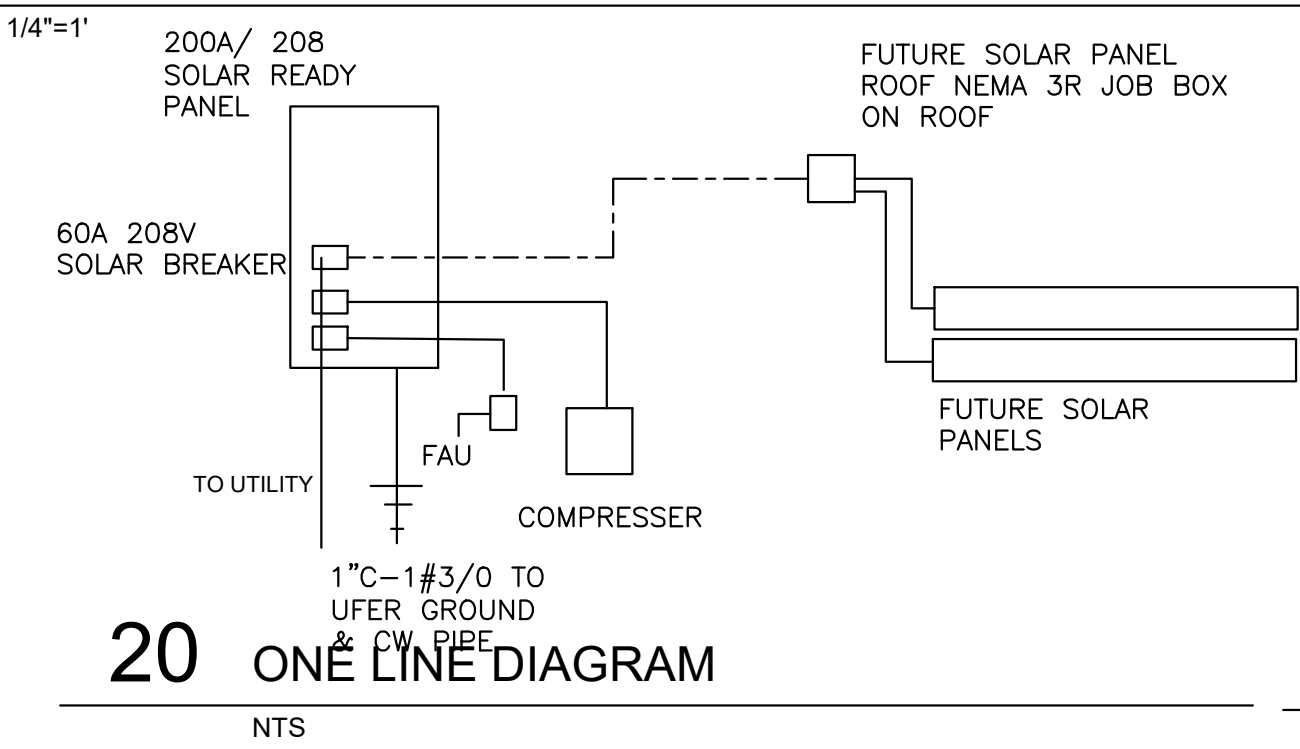 1/4"=1'
200A/ 208
SOLAR READY
PANEL
FUTURE SOLAR PANEL
ROOF NEMA 3R JOB BOX
ON ROOF
60A 208V
SOLAR BREAKER
FUTURE SOLAR
PANELS
FAU
TO UTILITY
COMPRESSER
1"C-1#3/0 TO
UFER GROUND
& CW PIPE
20 ONE LINE DIAGRAM
NTS